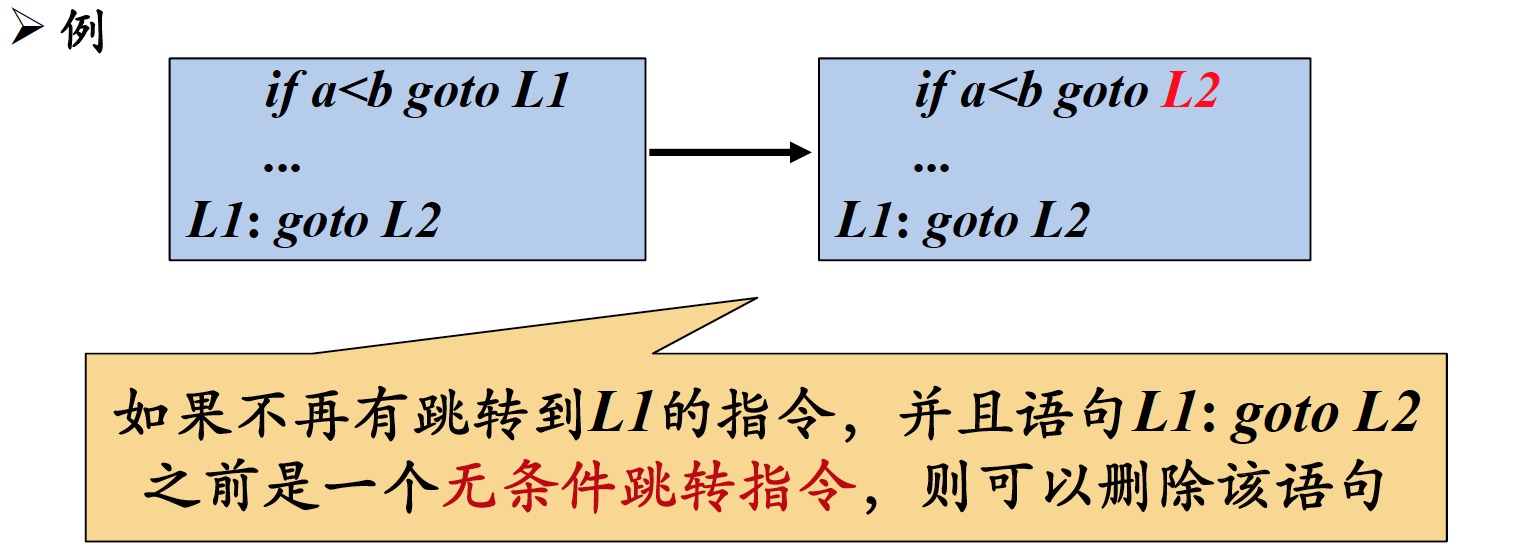 ➢ 例
if a<b goto L1
...
L1: goto L2
if a<b goto L2
...
L1: goto L2
如果不再有跳转到L1的指令，并且语句L1: goto L2
之前是一个无条件跳转指令，则可以删除该语句